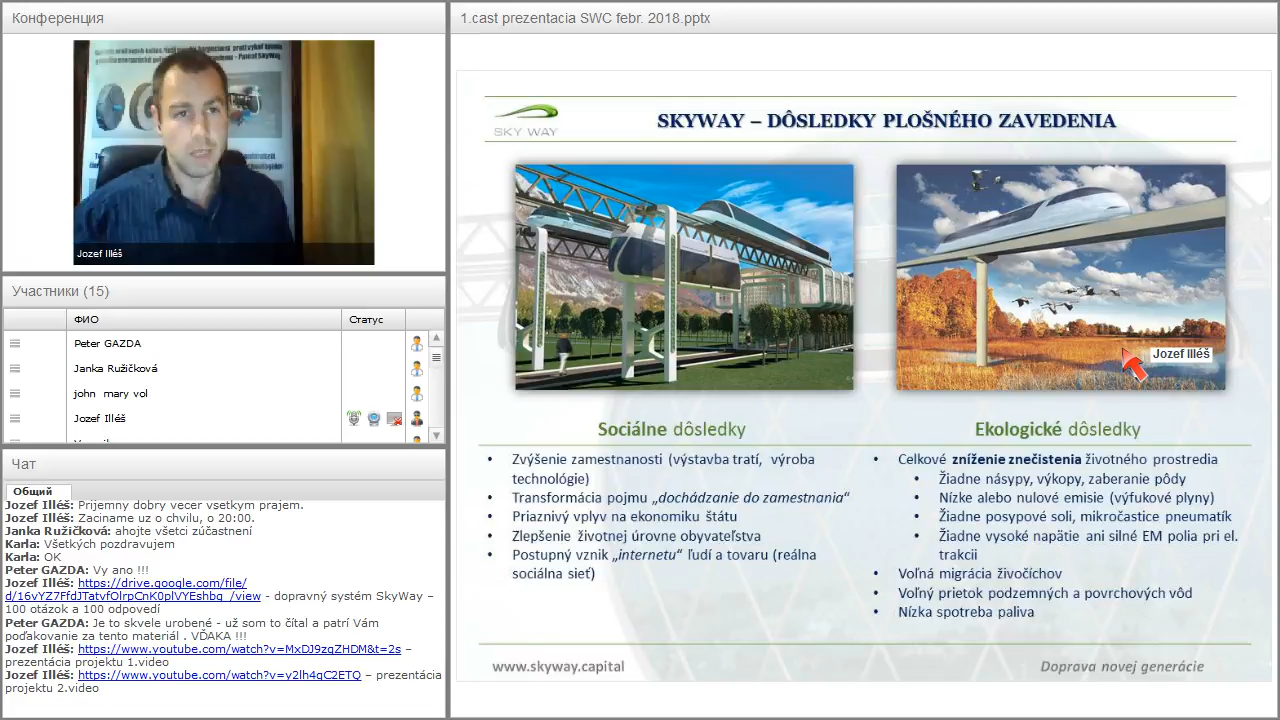 Конференция
Jozef Illéš
Участники (15)
ФИО
Статус
Peter GAZDA
Janka Ružičková
john mary vol
Jozef Illéš
Чат
Общий
Jozef Illéš: Prijemny dobry vecer vsetkym prajem.
Jozef Illéš: Zaciname uz o chvilu, o 20:00.
Janka Ružičková: ahojte všetci zúčastnení
Karla: Všetkých pozdravujem
Karla: OK
Peter GAZDA: Vy ano !!!
Jozef Illéš: https://drive.google.com/file/
/view - dopravný systém SkyWay –
100 otázok a 100 odpovedí
Peter GAZDA: Je to skvele urobené - už som to čítal a patrí Vám
poďakovanie za tento materiál . VĎAKA !!!
Jozef Illéš: https://www.youtube.com/watch?v=MxDJ9zqZHDM&t=2s –
prezentácia projektu 1.video
Jozef Illéš: https://www.youtube.com/watch?v=y2lh4gC2ETQ – prezentácia
projektu 2.video
1.cast prezentacia SWC febr. 2018.pptx
SKY WAY
SKYWAY – DÔSLEDKY PLOŠNÉHO ZAVEDENIA
Jozef Illéš
Sociálne dôsledky
• Zvýšenie zamestnanosti (výstavba tratí, výroba
technológie)
• Transformácia pojmu „dochádzanie do zamestnania“
• Priaznivý vplyv na ekonomiku štátu
• Zlepšenie životnej úrovne obyvateľstva
• Postupný vznik „internetu“ ľudí a tovaru (reálna
sociálna sieť)
Ekologické dôsledky
• Celkové zníženie znečistenia životného prostredia
• Žiadne násypy, výkopy, zaberanie pôdy
• Nízke alebo nulové emisie (výfukové plyny)
• Žiadne posypové soli, mikročastice pneumatík
• Žiadne vysoké napätie ani silné EM polia pri el.
trakcii
• Voľná migrácia živočíchov
• Voľný prietok podzemných a povrchových vôd
• Nízka spotreba paliva
www.skyway.capital
Doprava novej generácie